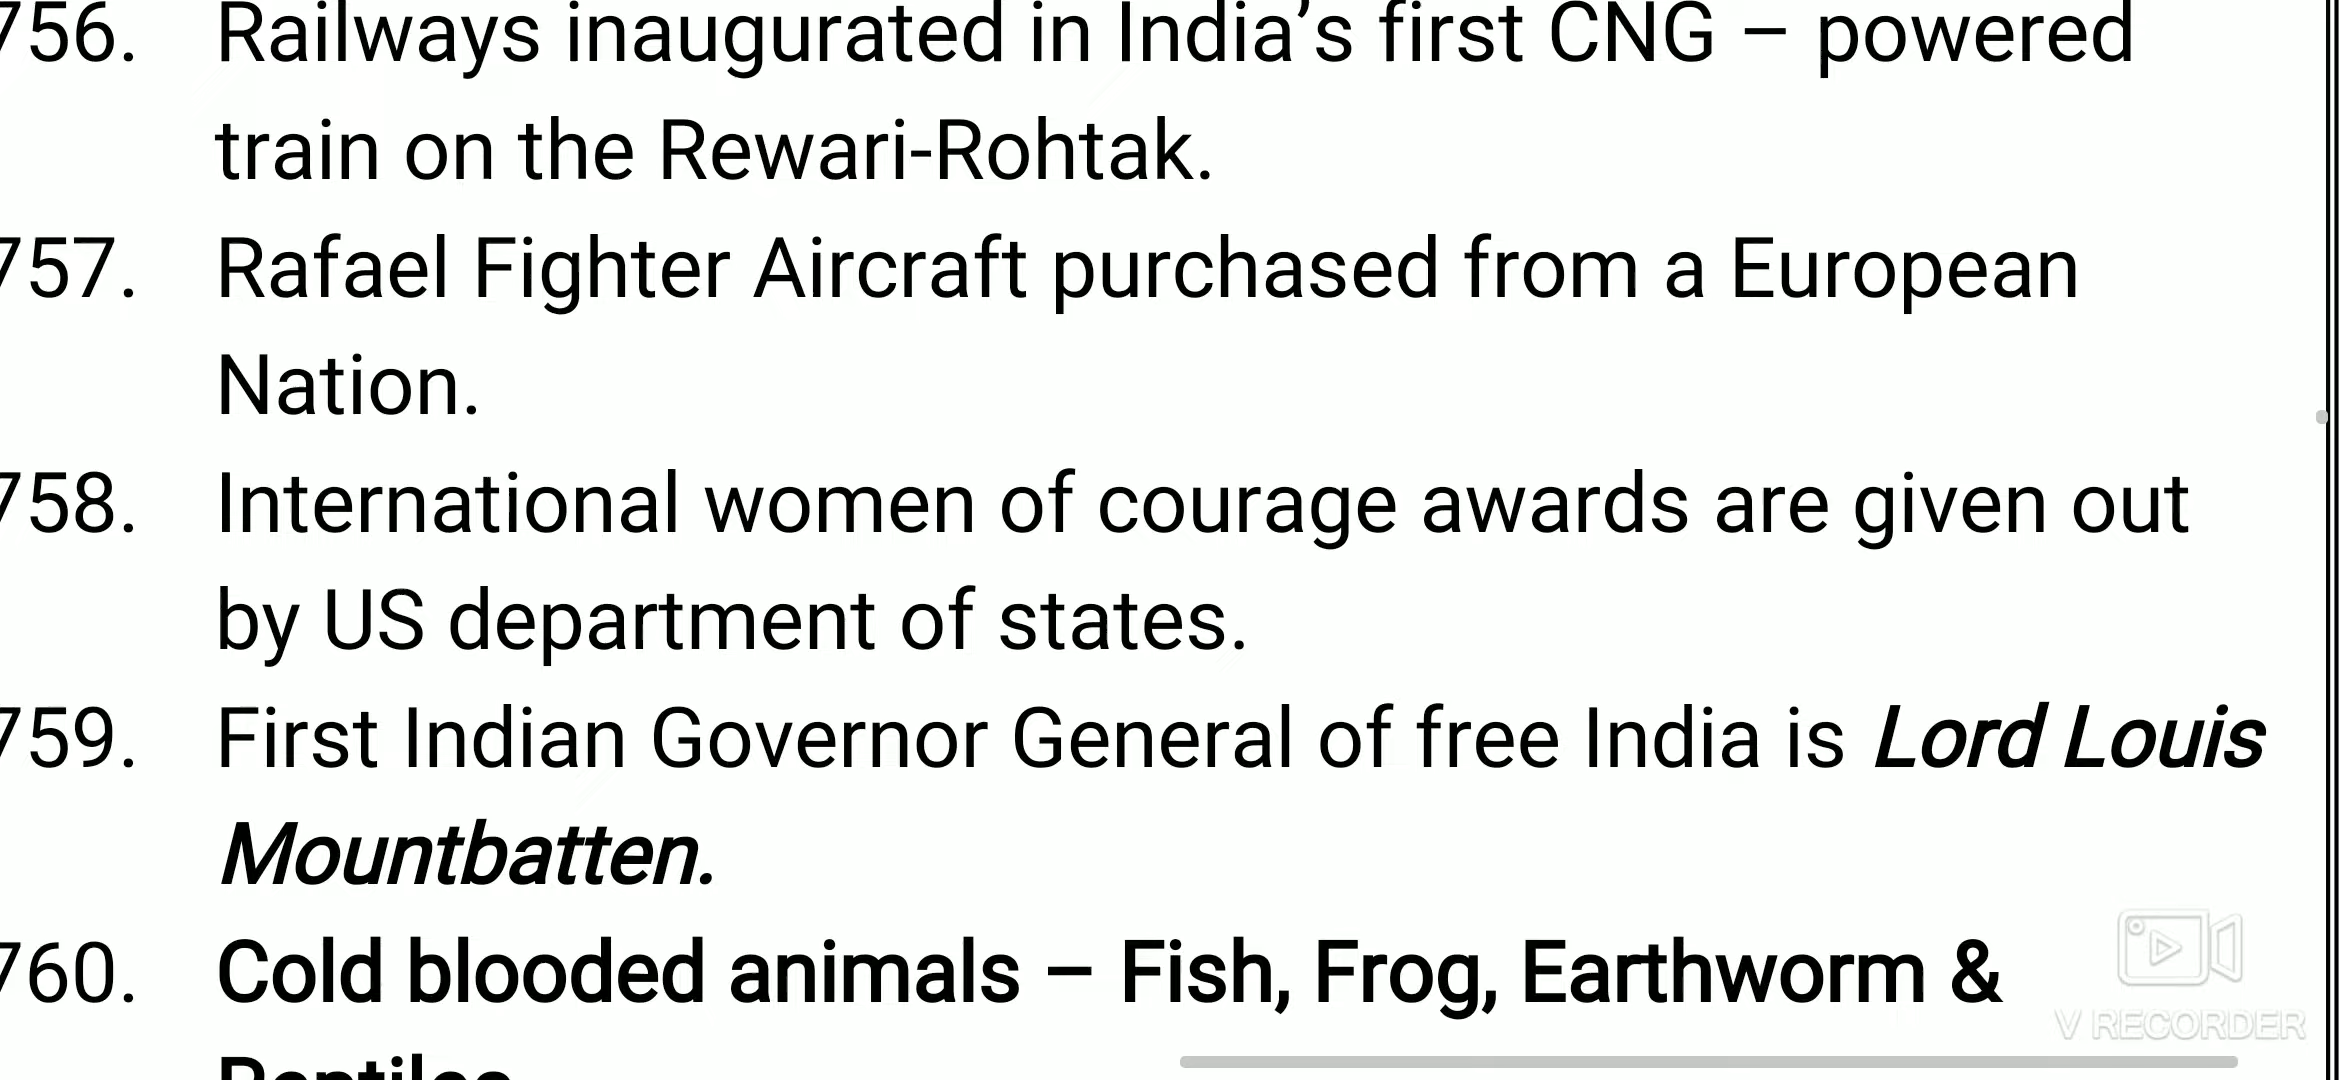 756. Railways inaugurated in India's first CNG – powered
train on the Rewari-Rohtak.
757. Rafael Fighter Aircraft purchased from a European
Nation.
758. International women of courage awards are given out
by US department of states.
759. First Indian Governor General of free India is Lord Louis
Mountbatten.
760. Cold blooded animals – Fish, Frog, Earthworm &
Reptiles
V RECORDER